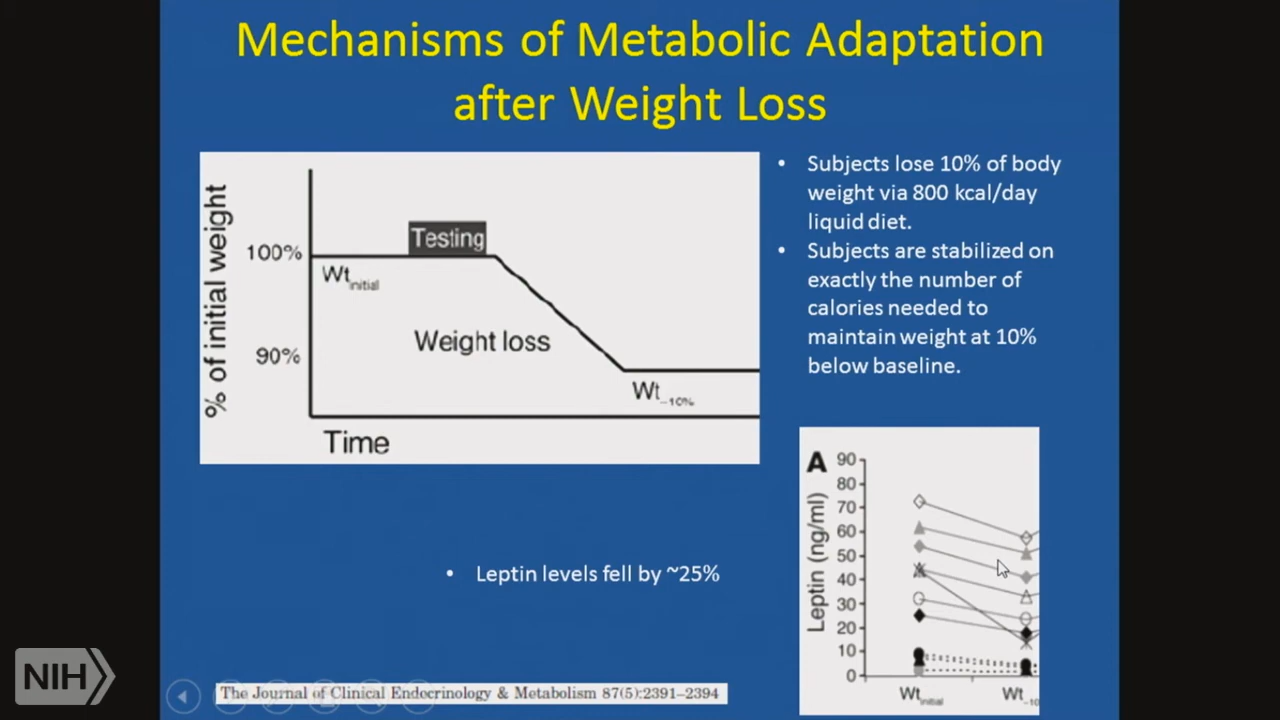 Mechanisms of Metabolic Adaptation
after Weight Loss
% of initial weight
100%
90%
Testing
Wt initial
Weight loss
Wt -10%
Time
• Subjects lose 10% of body
weight via 800 kcal/day
liquid diet.
• Subjects are stabilized on
exactly the number of
calories needed to
maintain weight at 10%
below baseline.
• Leptin levels fell by ~25%
A
Leptin (ng/ml)
90
80
70
60
50
40
30
20
10
0
Wt initial
Wt -10
NIH
The Journal of Clinical Endocrinology & Metabolism 87(5):2391–2394